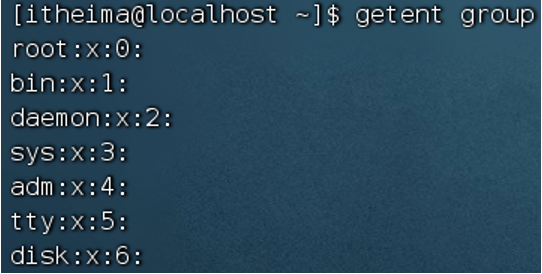 [itheima@localhost ~]$ getent group
root:x:0:
bin:x:1:
daemon:x:2:
sys:x:3:
adm:x:4:
tty:x:5:
disk:x:6: